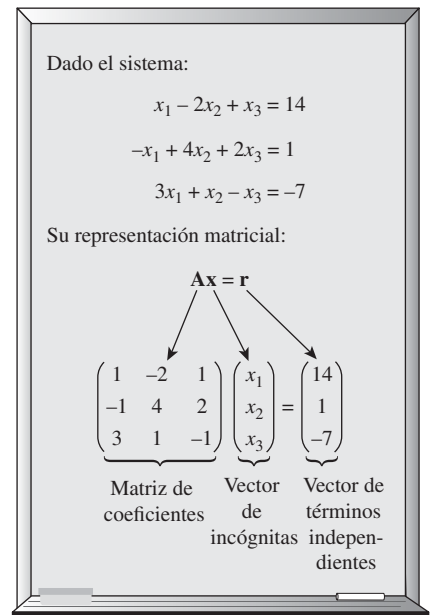 Dado el sistema:
x₁ – 2x₂ + x₃ = 14
–x₁ + 4x₂ + 2x₃ = 1
3x₁ + x₂ – x₃ = –7
Su representación matricial:
Ax = r
1 –2 1 x₁ 14
–1 4 2 x₂ = 1
3 1 –1 x₃ –7
Matriz de coeficientes
Vector de incógnitas
Vector de términos indepen-
dientes